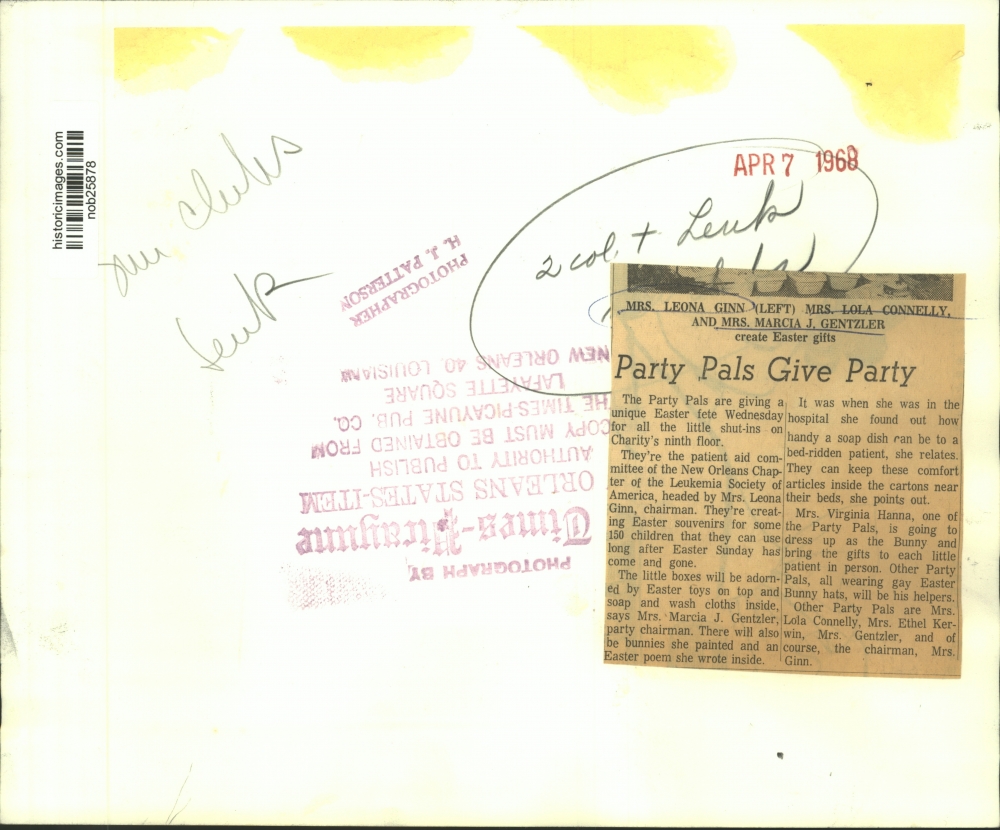 historicimages.com
nob25878
clubs
Leuk
APR 7 1968
2 col. + Leuk
PHOTOGRAPHER
H. J. PATTERSON
PHOTOGRAPH BY
Times-Picayune
ORLEANS STATES-ITEM
AUTHORITY TO PUBLISH
COPY MUST BE OBTAINED FROM
HE TIMES-PICAYUNE PUB. CO.
LAFAYETTE SQUARE
NEW ORLEANS 40, LOUISIANA
MRS. LEONA GINN (LEFT) MRS. LOLA CONNELLY,
AND MRS. MARCIA J. GENTZLER
create Easter gifts
Party Pals Give Party
The Party Pals are giving a
unique Easter fete Wednesday
for all the little shut-ins on
Charity's ninth floor.
They're the patient aid com-
mittee of the New Orleans Chap-
ter of the Leukemia Society of
America, headed by Mrs. Leona
Ginn, chairman. They're creat-
ing Easter souvenirs for some
150 children that they can use
long after Easter Sunday has
come and gone.
The little boxes will be adorn-
ed by Easter toys on top and
soap and wash cloths inside,
says Mrs. Marcia J. Gentzler,
party chairman. There will also
be bunnies she painted and an
Easter poem she wrote inside.
It was when she was in the
hospital she found out how
handy a soap dish can be to a
bed-ridden patient, she relates.
They can keep these comfort
articles inside the cartons near
their beds, she points out.
Mrs. Virginia Hanna, one of
the Party Pals, is going to
dress up as the Bunny and
bring the gifts to each little
patient in person. Other Party
Pals, all wearing gay Easter
Bunny hats, will be his helpers.
Other Party Pals are Mrs.
Lola Connelly, Mrs. Ethel Ker-
win, Mrs. Gentzler, and of
course, the chairman, Mrs.
Ginn.